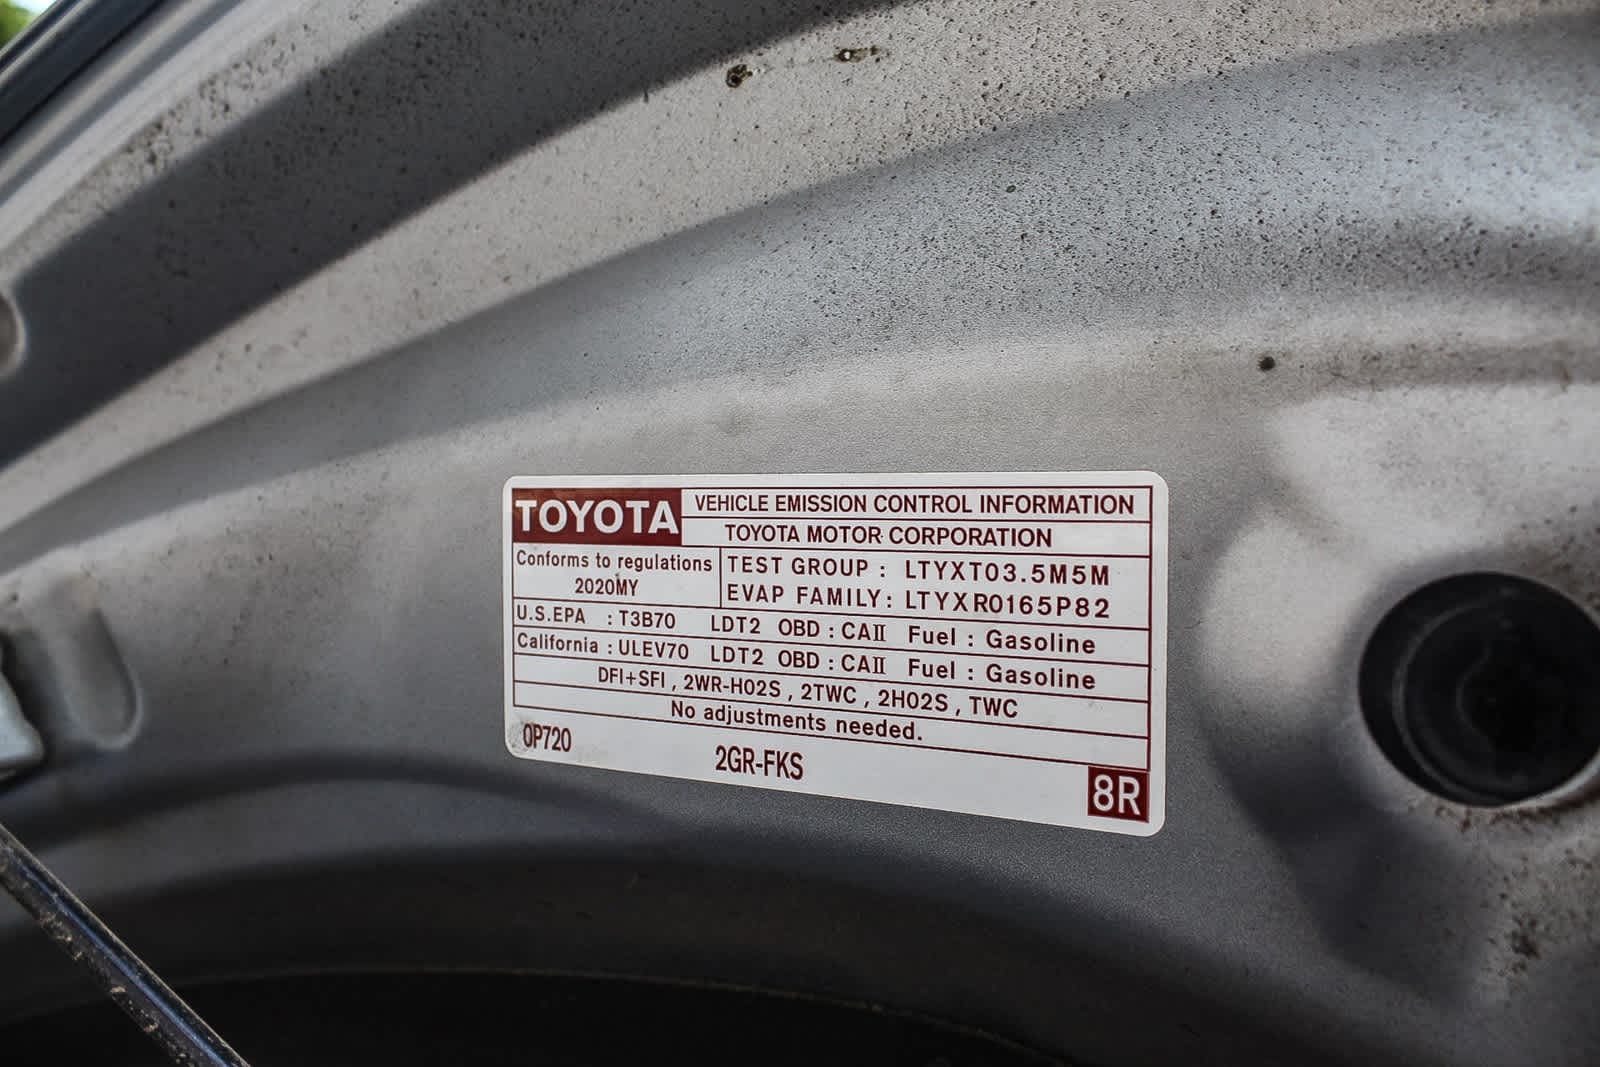 TOYOTA VEHICLE EMISSION CONTROL INFORMATION
TOYOTA MOTOR CORPORATION
Conforms to regulations
2020MY
TEST GROUP : LTYXT03.5M5M
EVAP FAMILY: LTYXR0165P82
U.S.EPA : T3B70 LDT2 OBD : CAⅡ Fuel : Gasoline
California : ULEV70 LDT2 OBD : CAⅡ Fuel : Gasoline
DFI+SFI , 2WR-HO2S , 2TWC , 2HO2S , TWC
No adjustments needed.
0P720 2GR-FKS 8R